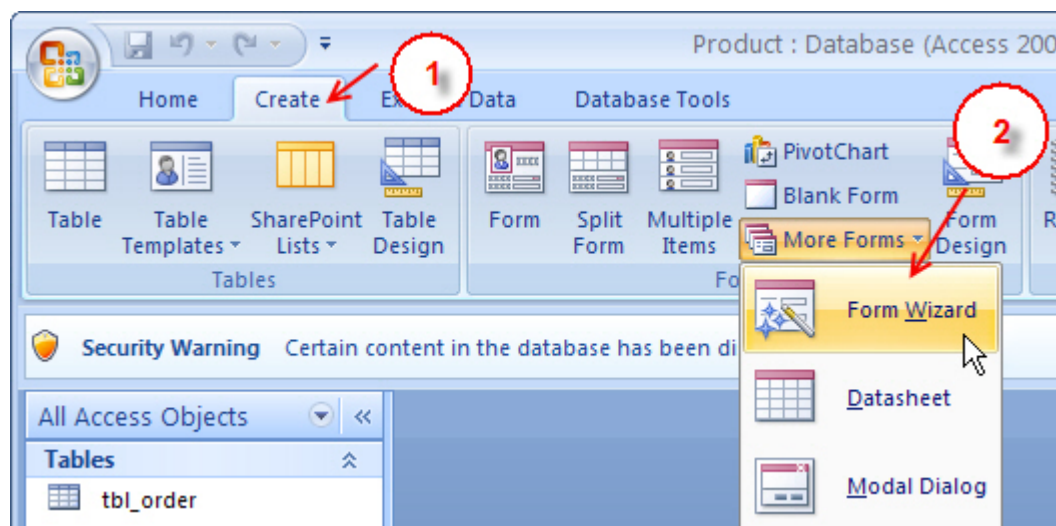 Product : Database (Access 200
1
Home Create Data Database Tools
2
PivotChart
Blank Form
Table Table Templates SharePoint Lists Table Design Form Split Form Multiple Items More Forms Form Design
Tables
Form Wizard
Security Warning Certain content in the database has been di
Datasheet
All Access Objects
Tables
Modal Dialog
tbl_order